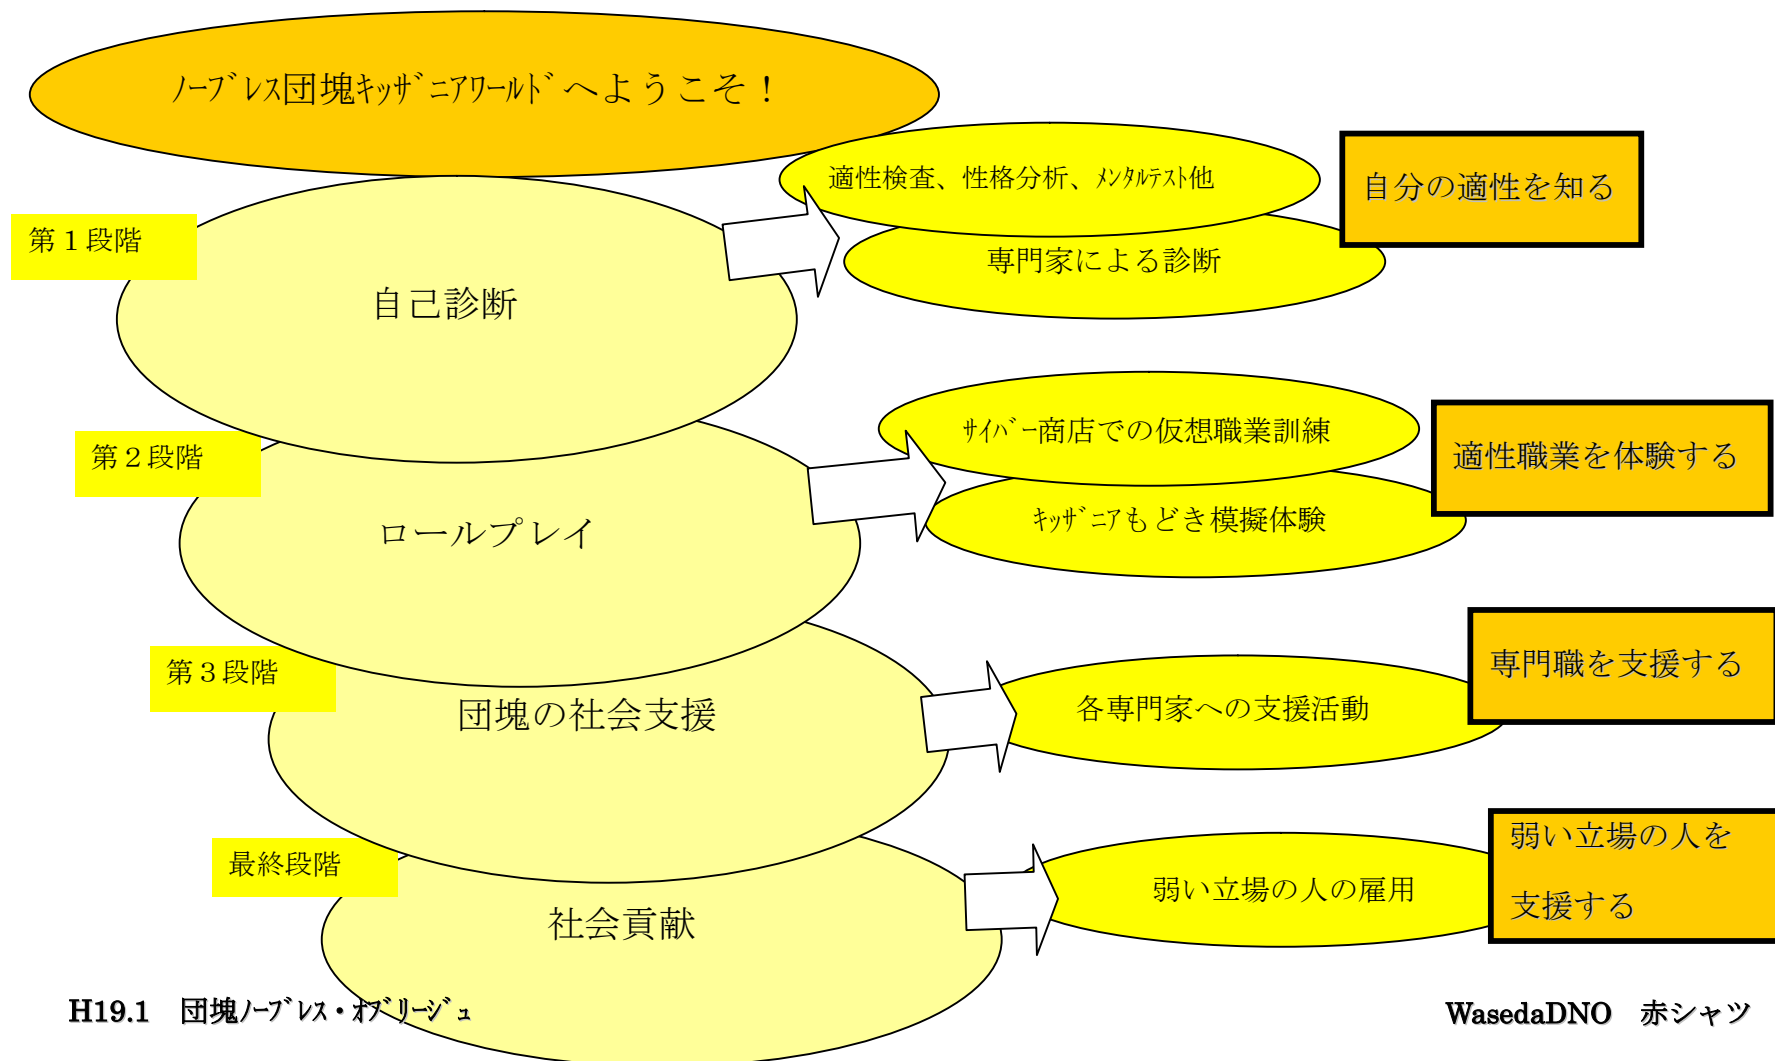 ﾉｰﾌﾞﾚｽ団塊ｷｯｻﾞﾆｱﾜｰﾙﾄﾞへようこそ！
適性検査、性格分析、ﾒﾝﾀﾙﾃｽﾄ他
自分の適性を知る
第１段階
専門家による診断
自己診断
サイバー商店での仮想職業訓練
適性職業を体験する
第２段階
ｷｯｻﾞﾆｱもどき模擬体験
ロールプレイ
専門職を支援する
第３段階
各専門家への支援活動
団塊の社会支援
弱い立場の人を
支援する
最終段階
弱い立場の人の雇用
社会貢献
H19.1　団塊ﾉｰﾌﾞﾚｽ・ｵﾌﾞﾘｰｼﾞｭ
WasedaDNO　赤シャツ